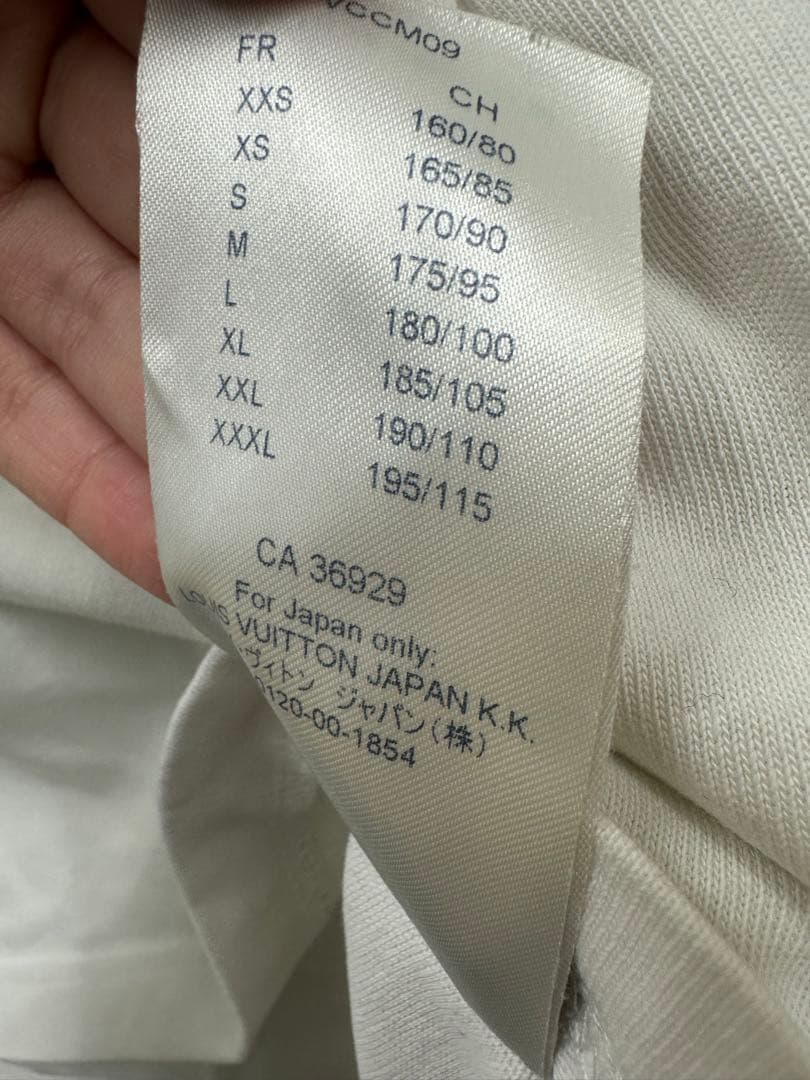 VCCM09
FR CH
XXS 160/80
XS 165/85
S 170/90
M 175/95
L 180/100
XL 185/105
XXL 190/110
XXXL 195/115
CA 36929
For Japan only:
LOUIS VUITTON JAPAN K.K.
ヴィトン ジャパン(株)
0120-00-1854